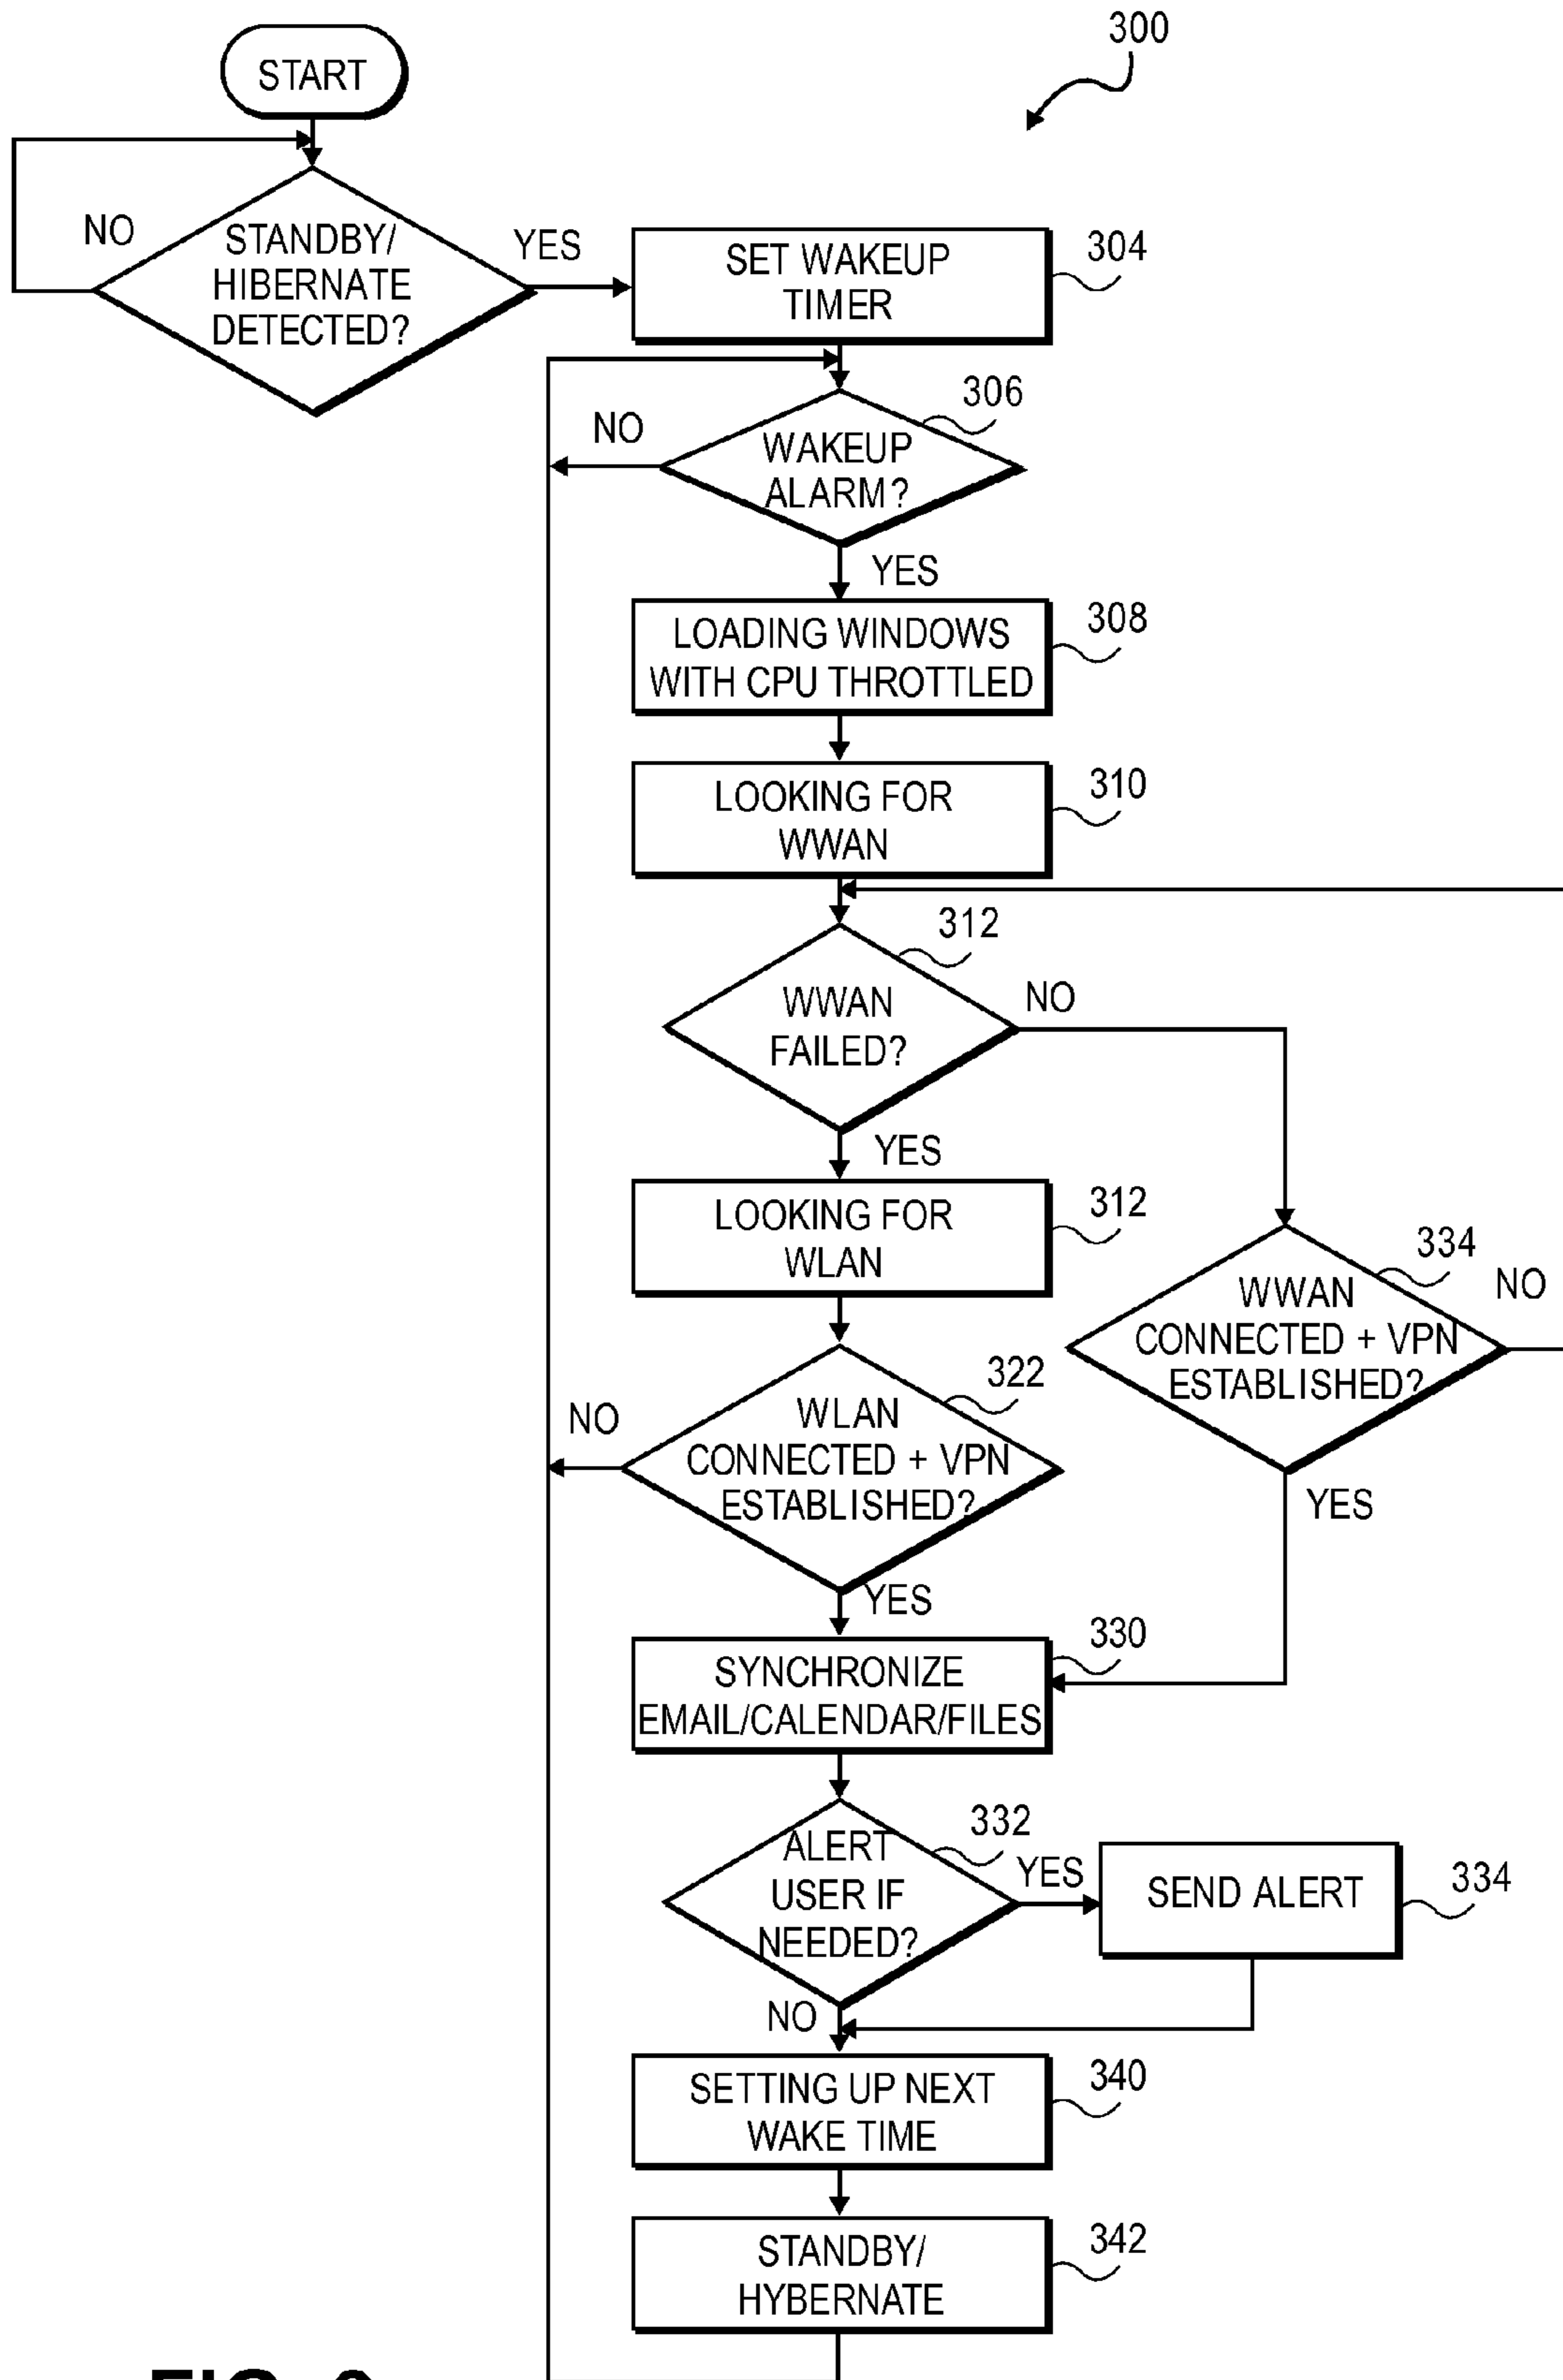 300
START
NO
STANDBY/
HIBERNATE
DETECTED?
YES
SET WAKEUP
TIMER
304
306
NO
WAKEUP
ALARM?
YES
LOADING WINDOWS
WITH CPU THROTTLED
308
LOOKING FOR
WWAN
310
312
WWAN
FAILED?
NO
YES
LOOKING FOR
WLAN
312
334
WWAN
CONNECTED + VPN
ESTABLISHED?
NO
YES
322
NO
WLAN
CONNECTED + VPN
ESTABLISHED?
YES
SYNCHRONIZE
EMAIL/CALENDAR/FILES
330
332
ALERT
USER IF
NEEDED?
YES
SEND ALERT
334
NO
SETTING UP NEXT
WAKE TIME
340
STANDBY/
HYBERNATE
342